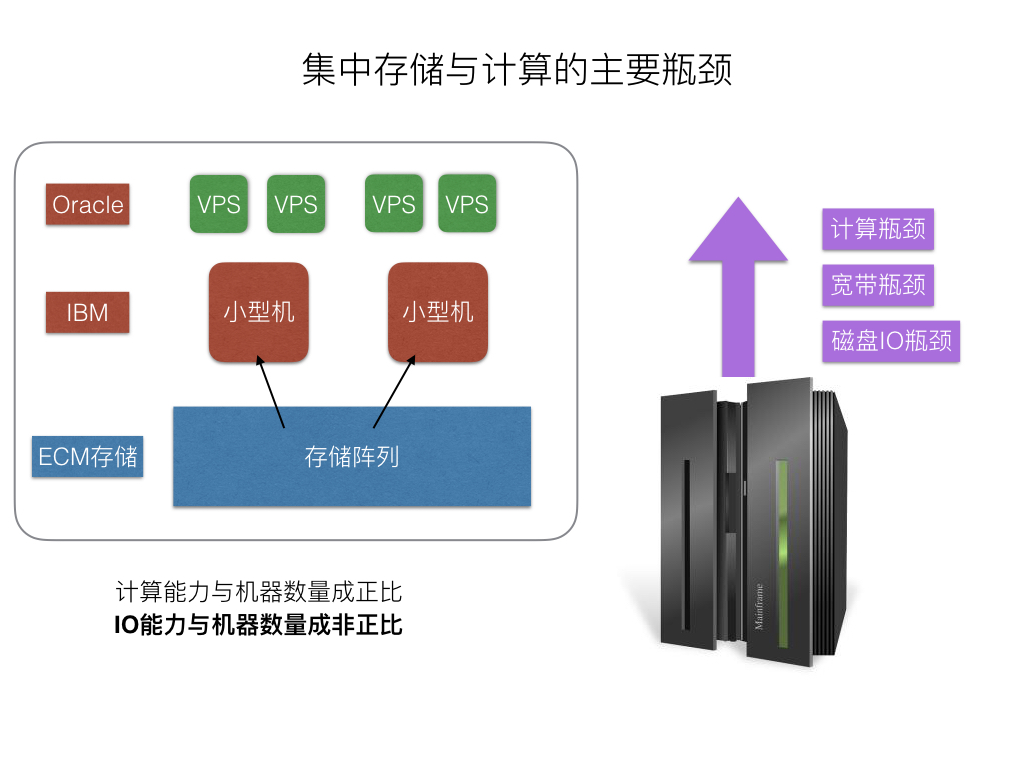 集中存储与计算的主要瓶颈
Oracle
VPS
VPS
VPS
VPS
IBM
小型机
小型机
ECM存储
存储阵列
计算能力与机器数量成正比
IO能力与机器数量成非正比
计算瓶颈
宽带瓶颈
磁盘IO瓶颈
Mainframe